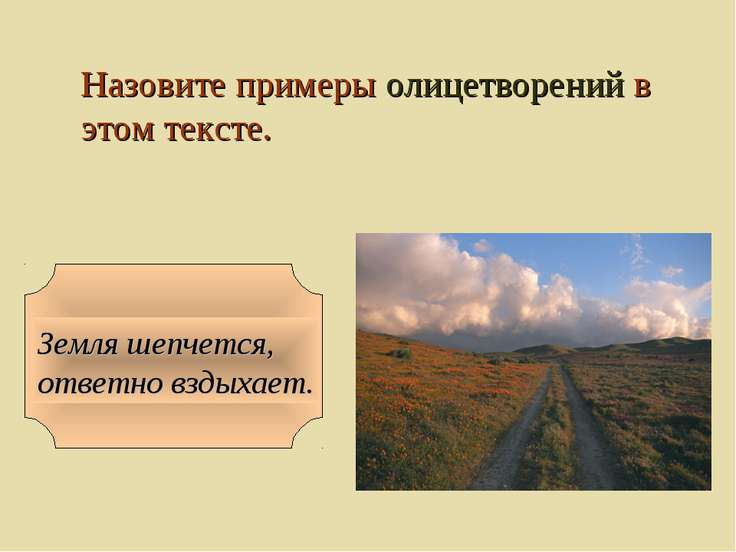 Назовите примеры олицетворений в
этом тексте.
Земля шепчется,
ответно вздыхает.